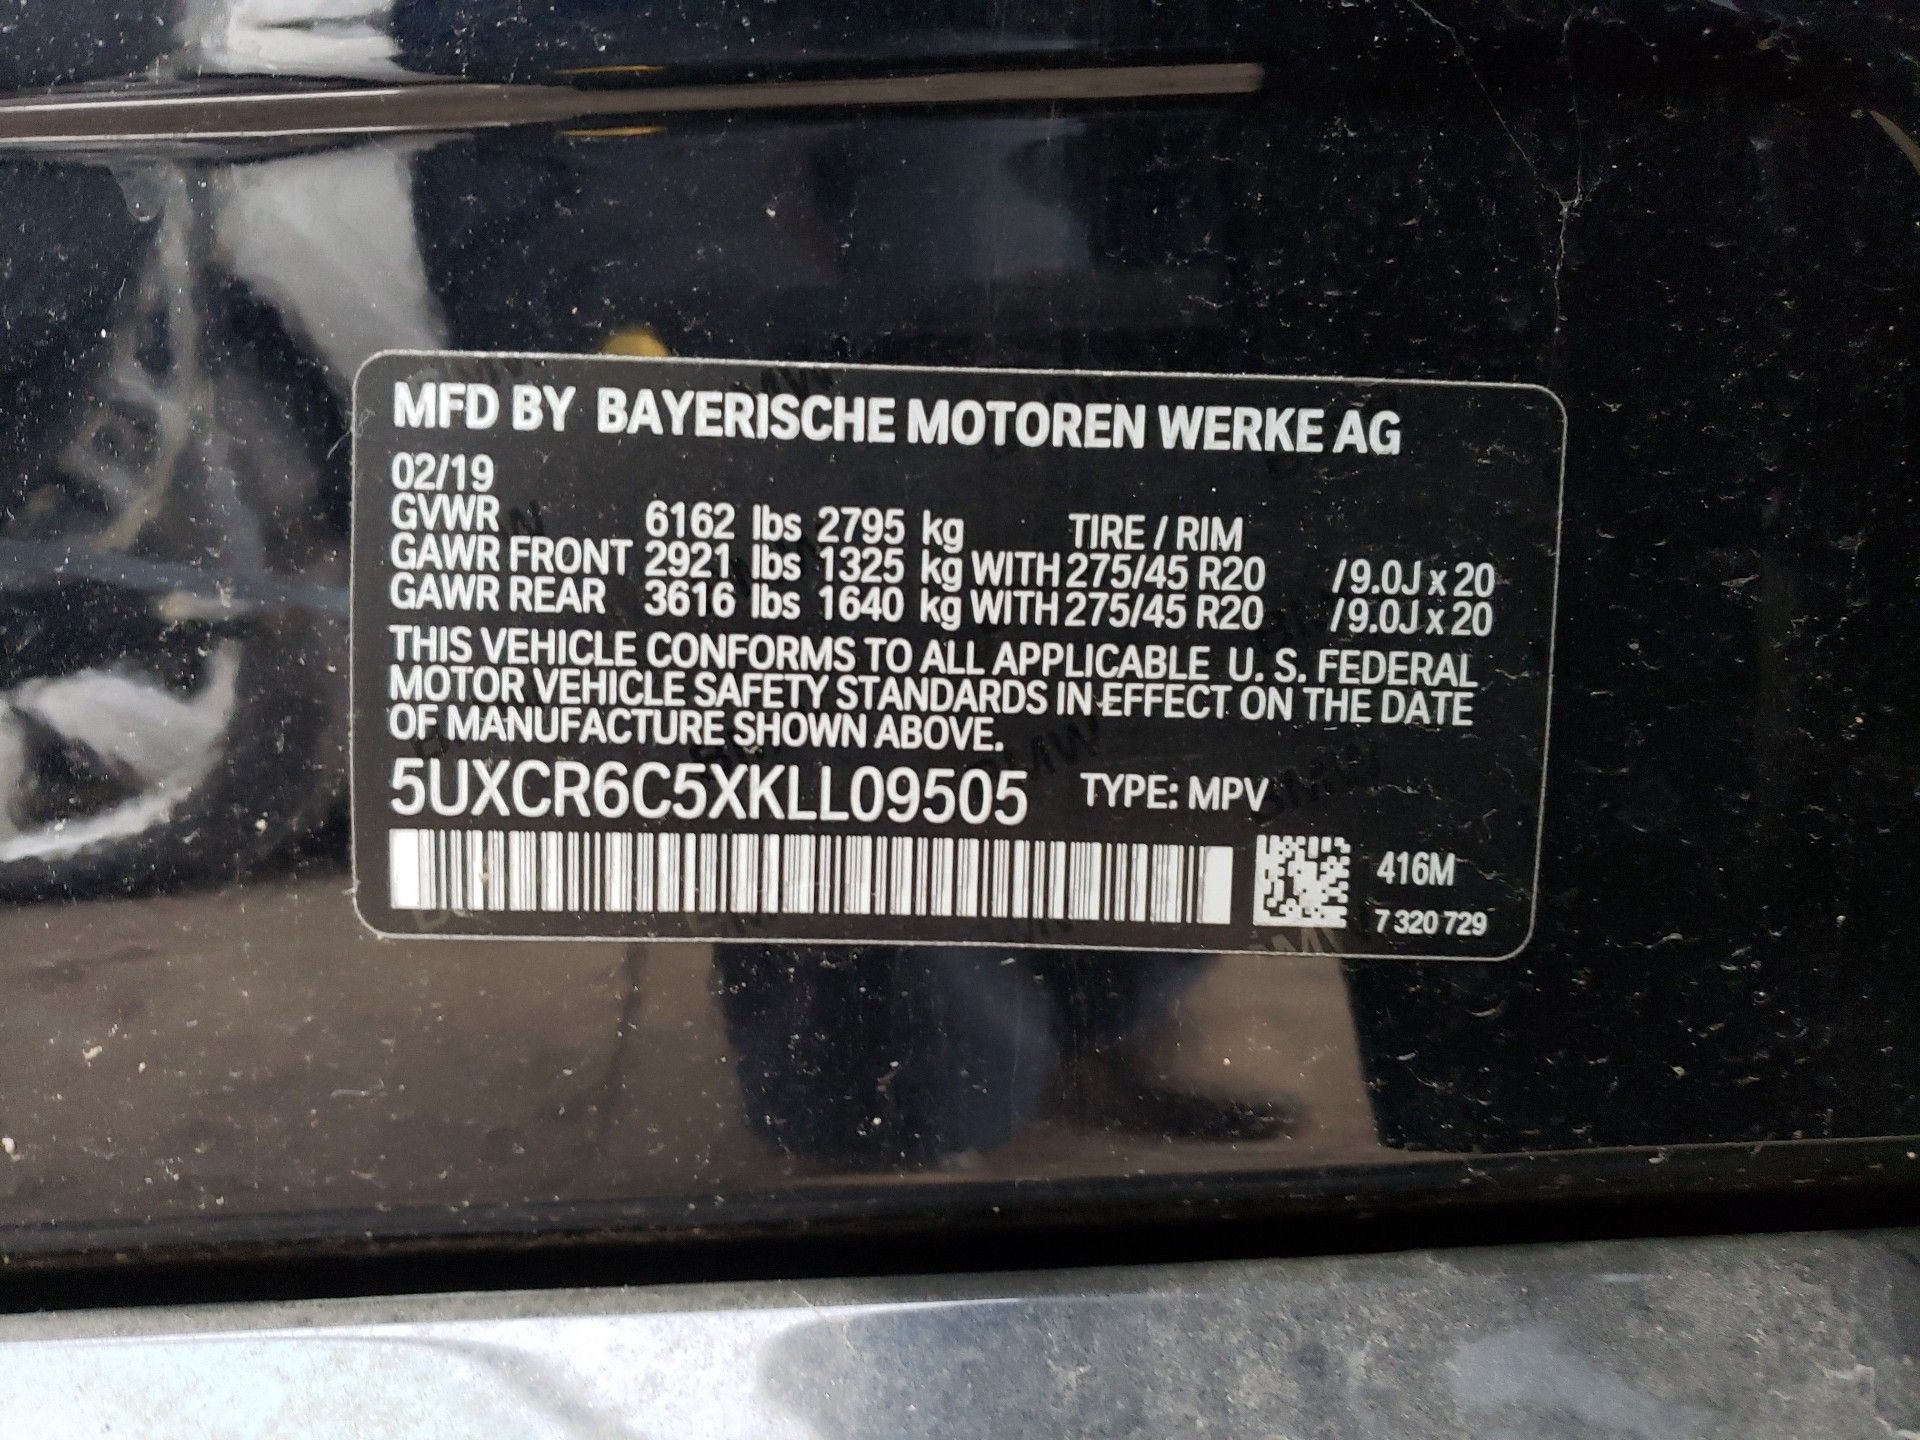 MFD BY BAYERISCHE MOTOREN WERKE AG
02/19
GVWR 6162 lbs 2795 kg TIRE / RIM
GAWR FRONT 2921 lbs 1325 kg WITH 275/45 R20 /9.0J x 20
GAWR REAR 3616 lbs 1640 kg WITH 275/45 R20 /9.0J x 20
THIS VEHICLE CONFORMS TO ALL APPLICABLE U. S. FEDERAL
MOTOR VEHICLE SAFETY STANDARDS IN EFFECT ON THE DATE
OF MANUFACTURE SHOWN ABOVE.
5UXCR6C5XKLL09505 TYPE: MPV
416M
7 320 729